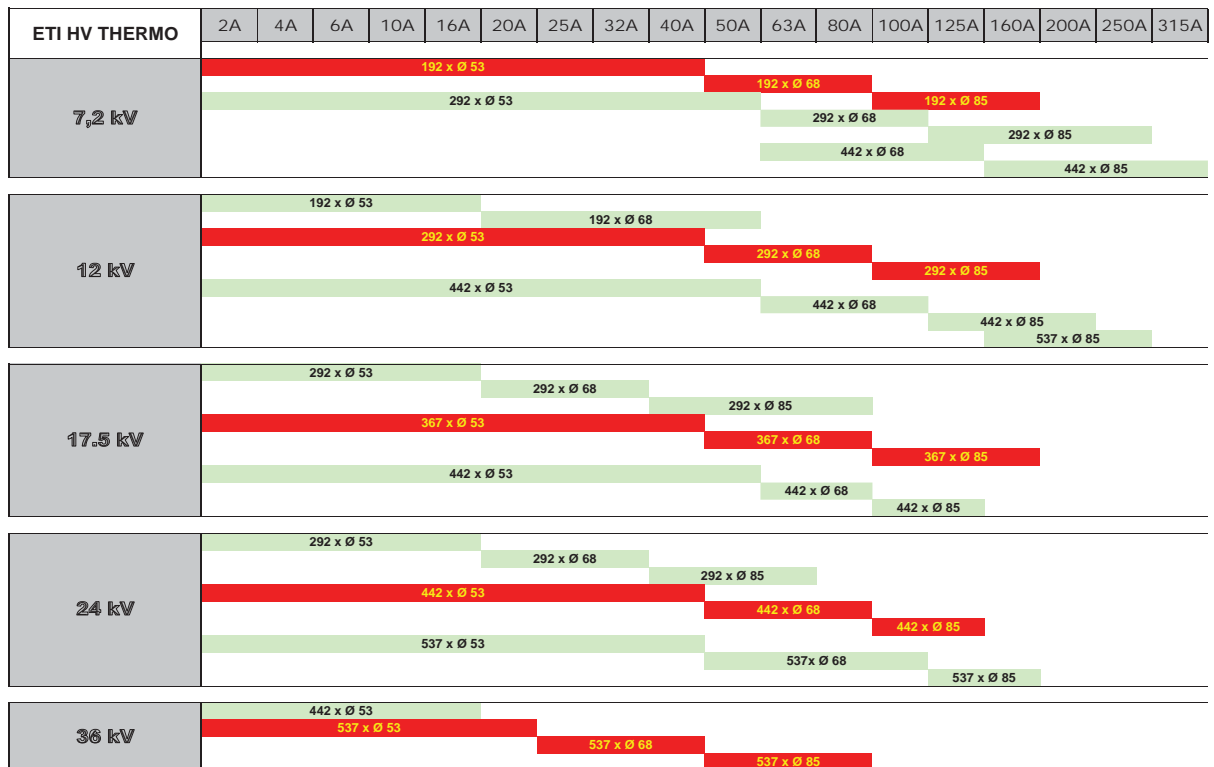 ETI HV THERMO 2A 4A 6A 10A 16A 20A 25A 32A 40A 50A 63A 80A 100A 125A 160A 200A 250A 315A
7,2 kV
192 x Ø 53
192 x Ø 68
292 x Ø 53 192 x Ø 85
292 x Ø 68
292 x Ø 85
442 x Ø 68
442 x Ø 85
12 kV
192 x Ø 53
192 x Ø 68
292 x Ø 53
292 x Ø 68
292 x Ø 85
442 x Ø 53
442 x Ø 68
442 x Ø 85
537 x Ø 85
17.5 kV
292 x Ø 53
292 x Ø 68
292 x Ø 85
367 x Ø 53
367 x Ø 68
367 x Ø 85
442 x Ø 53
442 x Ø 68
442 x Ø 85
24 kV
292 x Ø 53
292 x Ø 68
292 x Ø 85
442 x Ø 53
442 x Ø 68
442 x Ø 85
537 x Ø 53
537x Ø 68
537 x Ø 85
36 kV
442 x Ø 53
537 x Ø 53
537 x Ø 68
537 x Ø 85